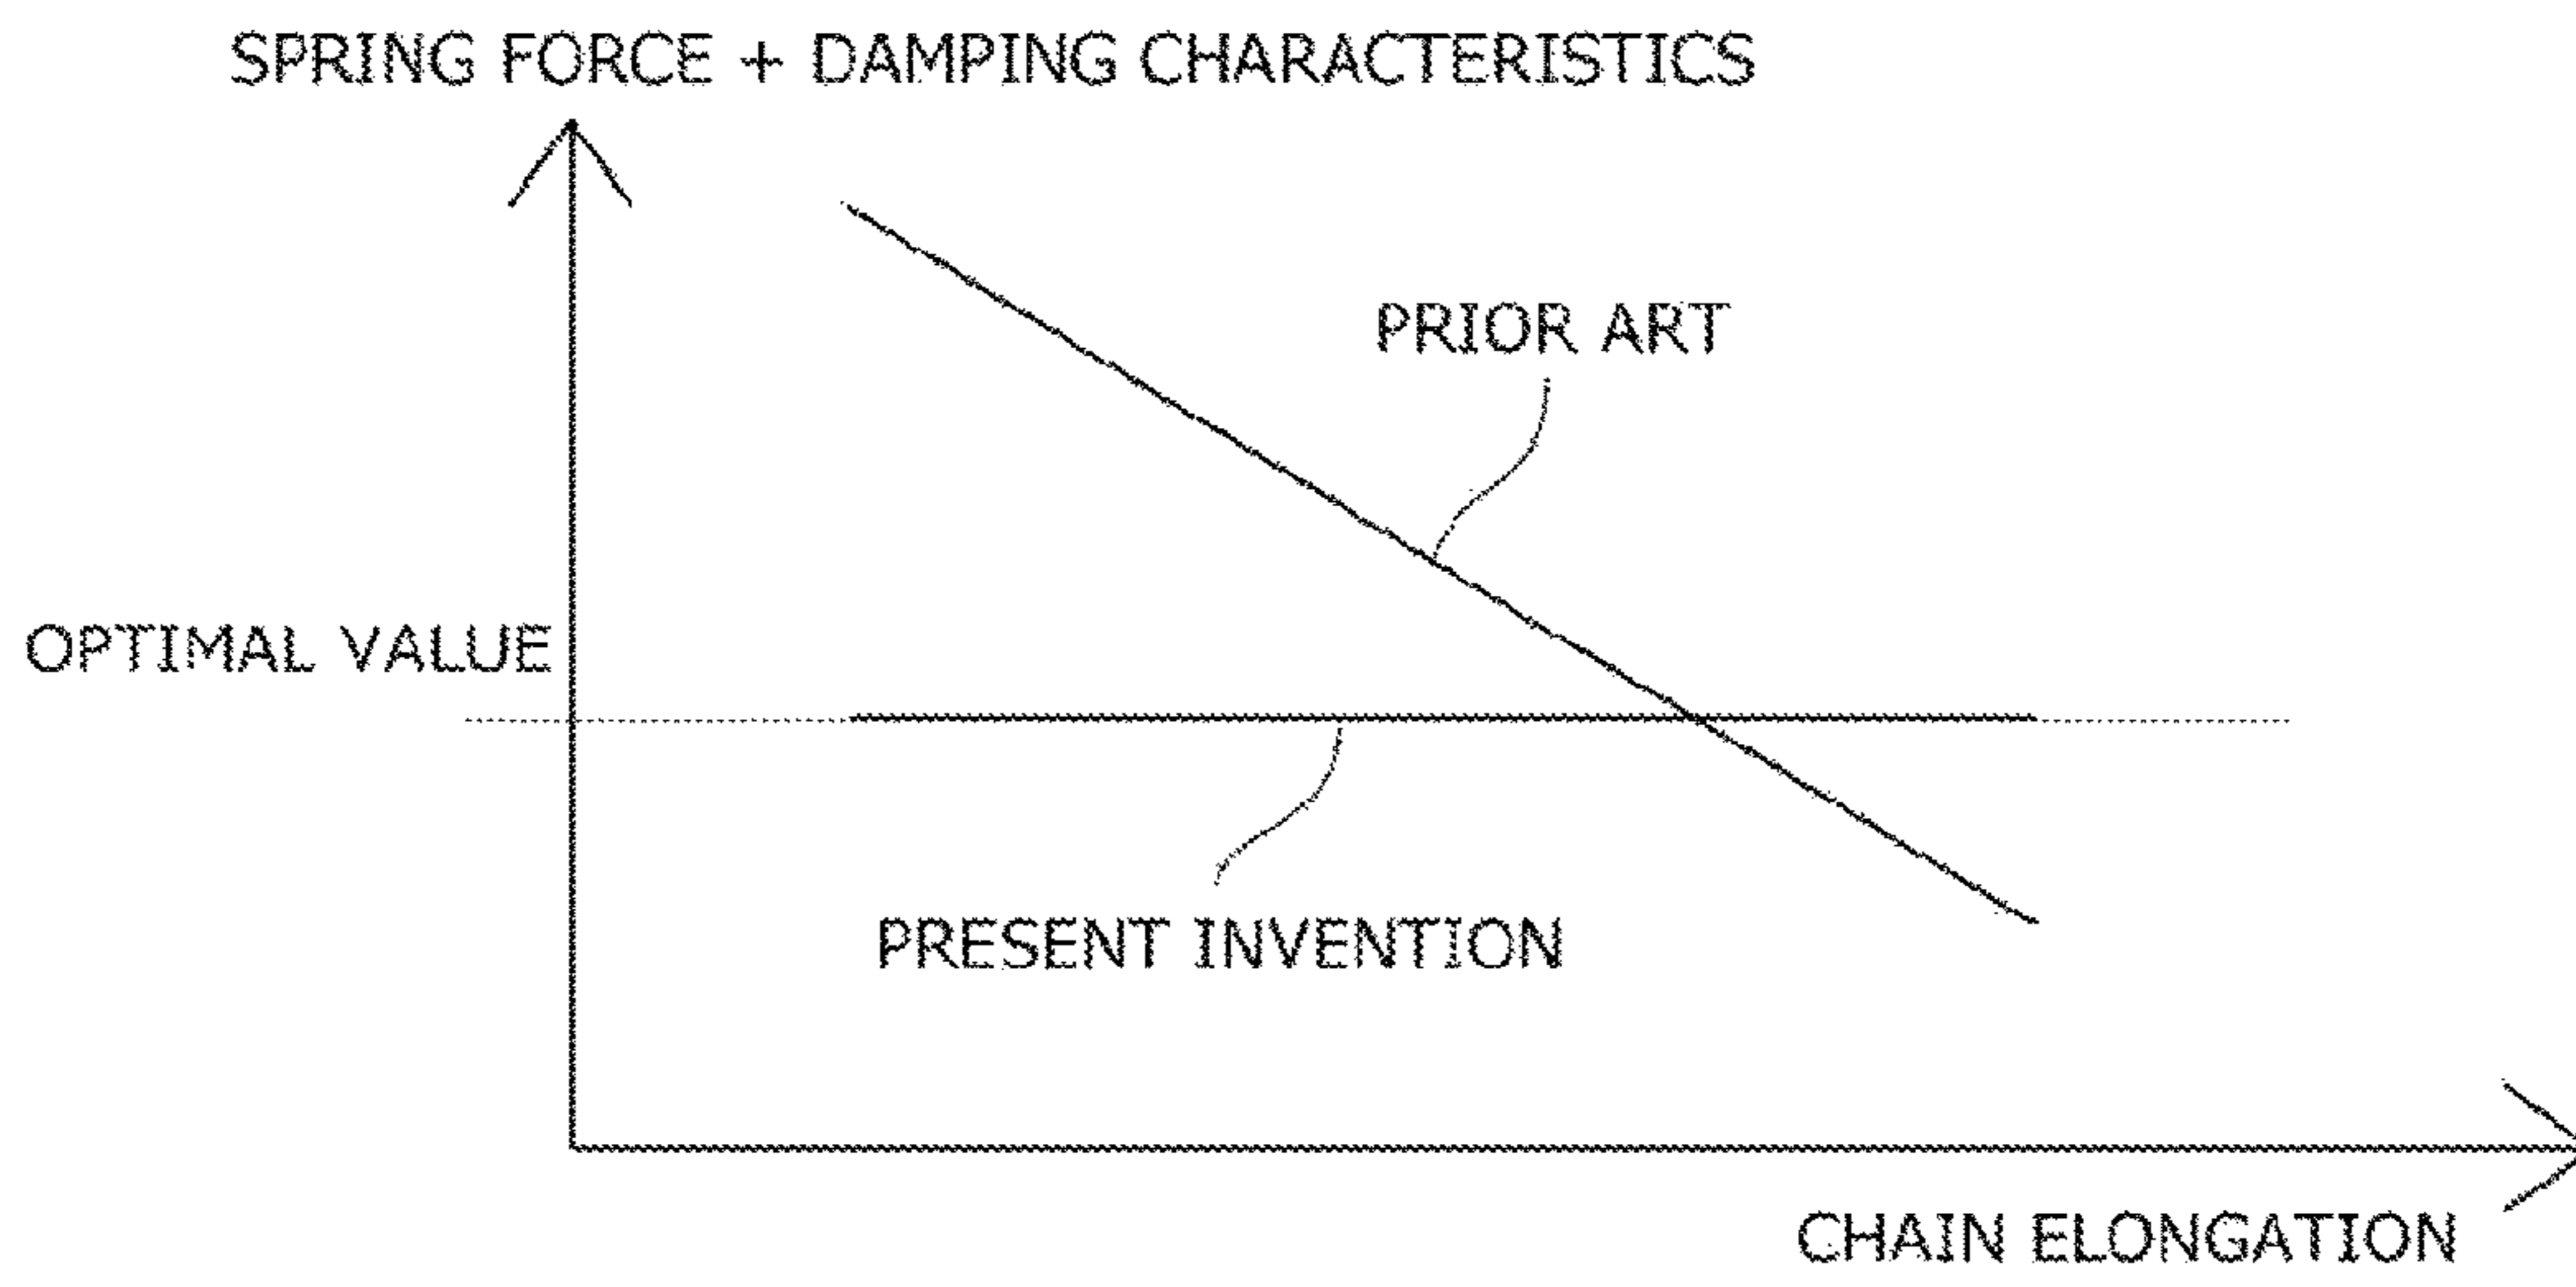 SPRING FORCE + DAMPING CHARACTERISTICS
PRIOR ART
OPTIMAL VALUE
PRESENT INVENTION
CHAIN ELONGATION